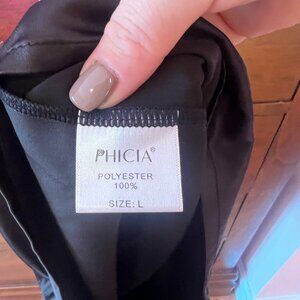 PHICIA®
POLYESTER
100%
SIZE: L